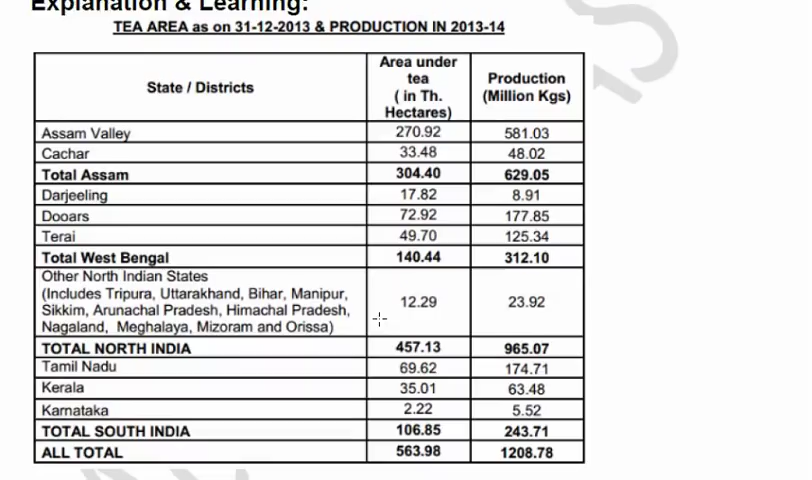 Explanation & Learning:
TEA AREA as on 31-12-2013 & PRODUCTION IN 2013-14
State / Districts Area under tea ( in Th. Hectares) Production (Million Kgs)
Assam Valley 270.92 581.03
Cachar 33.48 48.02
Total Assam 304.40 629.05
Darjeeling 17.82 8.91
Dooars 72.92 177.85
Terai 49.70 125.34
Total West Bengal 140.44 312.10
Other North Indian States
(Includes Tripura, Uttarakhand, Bihar, Manipur,
Sikkim, Arunachal Pradesh, Himachal Pradesh,
Nagaland, Meghalaya, Mizoram and Orissa) 12.29 23.92
TOTAL NORTH INDIA 457.13 965.07
Tamil Nadu 69.62 174.71
Kerala 35.01 63.48
Karnataka 2.22 5.52
TOTAL SOUTH INDIA 106.85 243.71
ALL TOTAL 563.98 1208.78